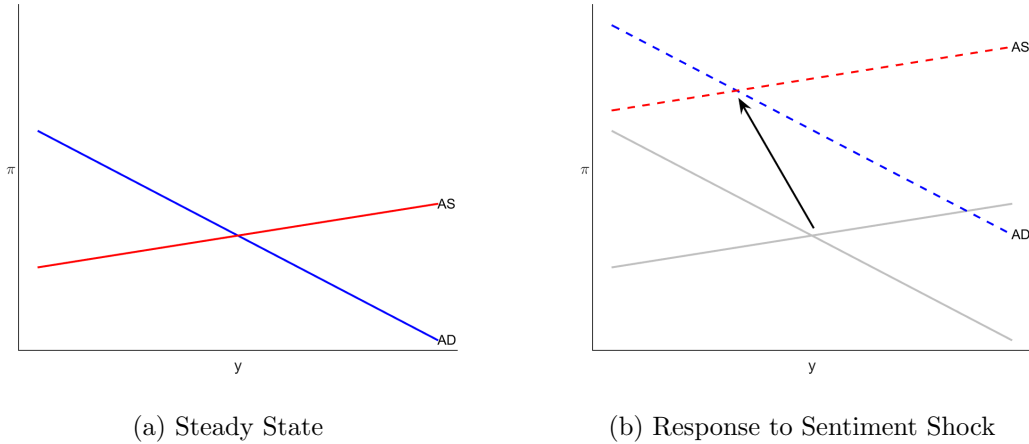 AS
π
AD
y
(a) Steady State
AS
π
AD
y
(b) Response to Sentiment Shock